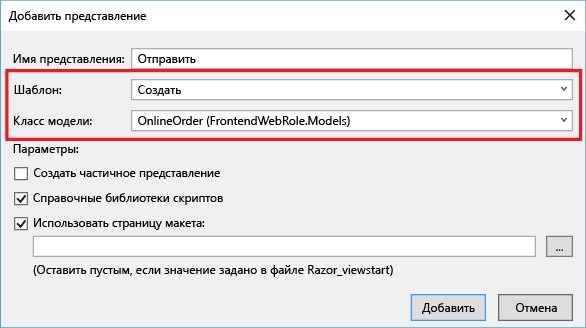 Добавить представление
Имя представления: Отправить
Шаблон: Создать
Класс модели: OnlineOrder (FrontendWebRole.Models)
Параметры:
Создать частичное представление
Справочные библиотеки скриптов
Использовать страницу макета:
...
(Оставить пустым, если значение задано в файле Razor_viewstart)
Добавить Отмена